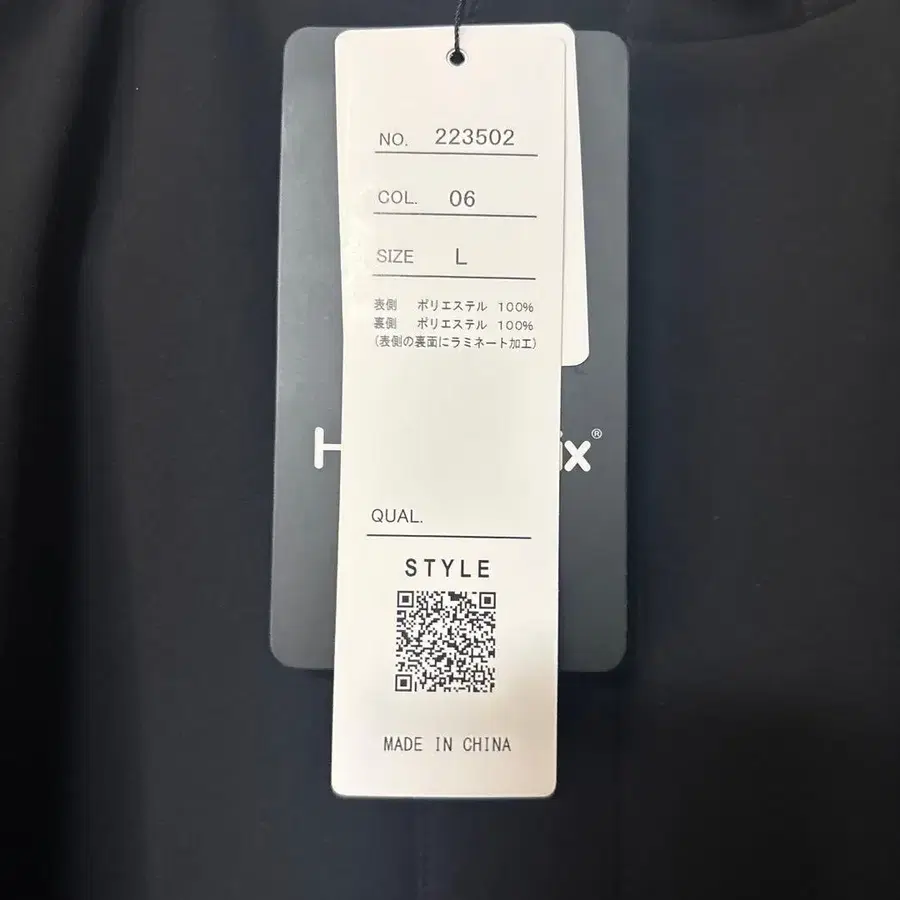 NO. 223502
COL. 06
SIZE L
表側 ポリエステル 100%
裏側 ポリエステル 100%
(表側の裏面にラミネート加工)
H ix®
QUAL.
STYLE
MADE IN CHINA